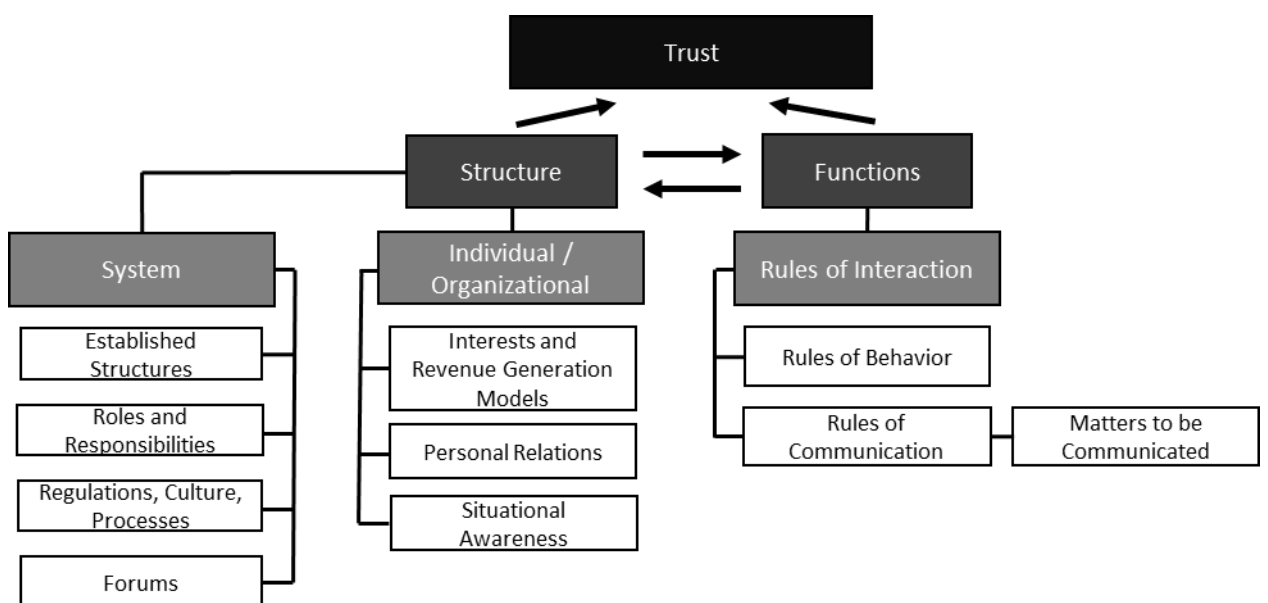 Trust
Structure
Functions
System
Individual /
Organizational
Rules of Interaction
Established
Structures
Roles and
Responsibilities
Regulations, Culture,
Processes
Forums
Interests and
Revenue Generation
Models
Personal Relations
Situational
Awareness
Rules of Behavior
Rules of
Communication
Matters to be
Communicated